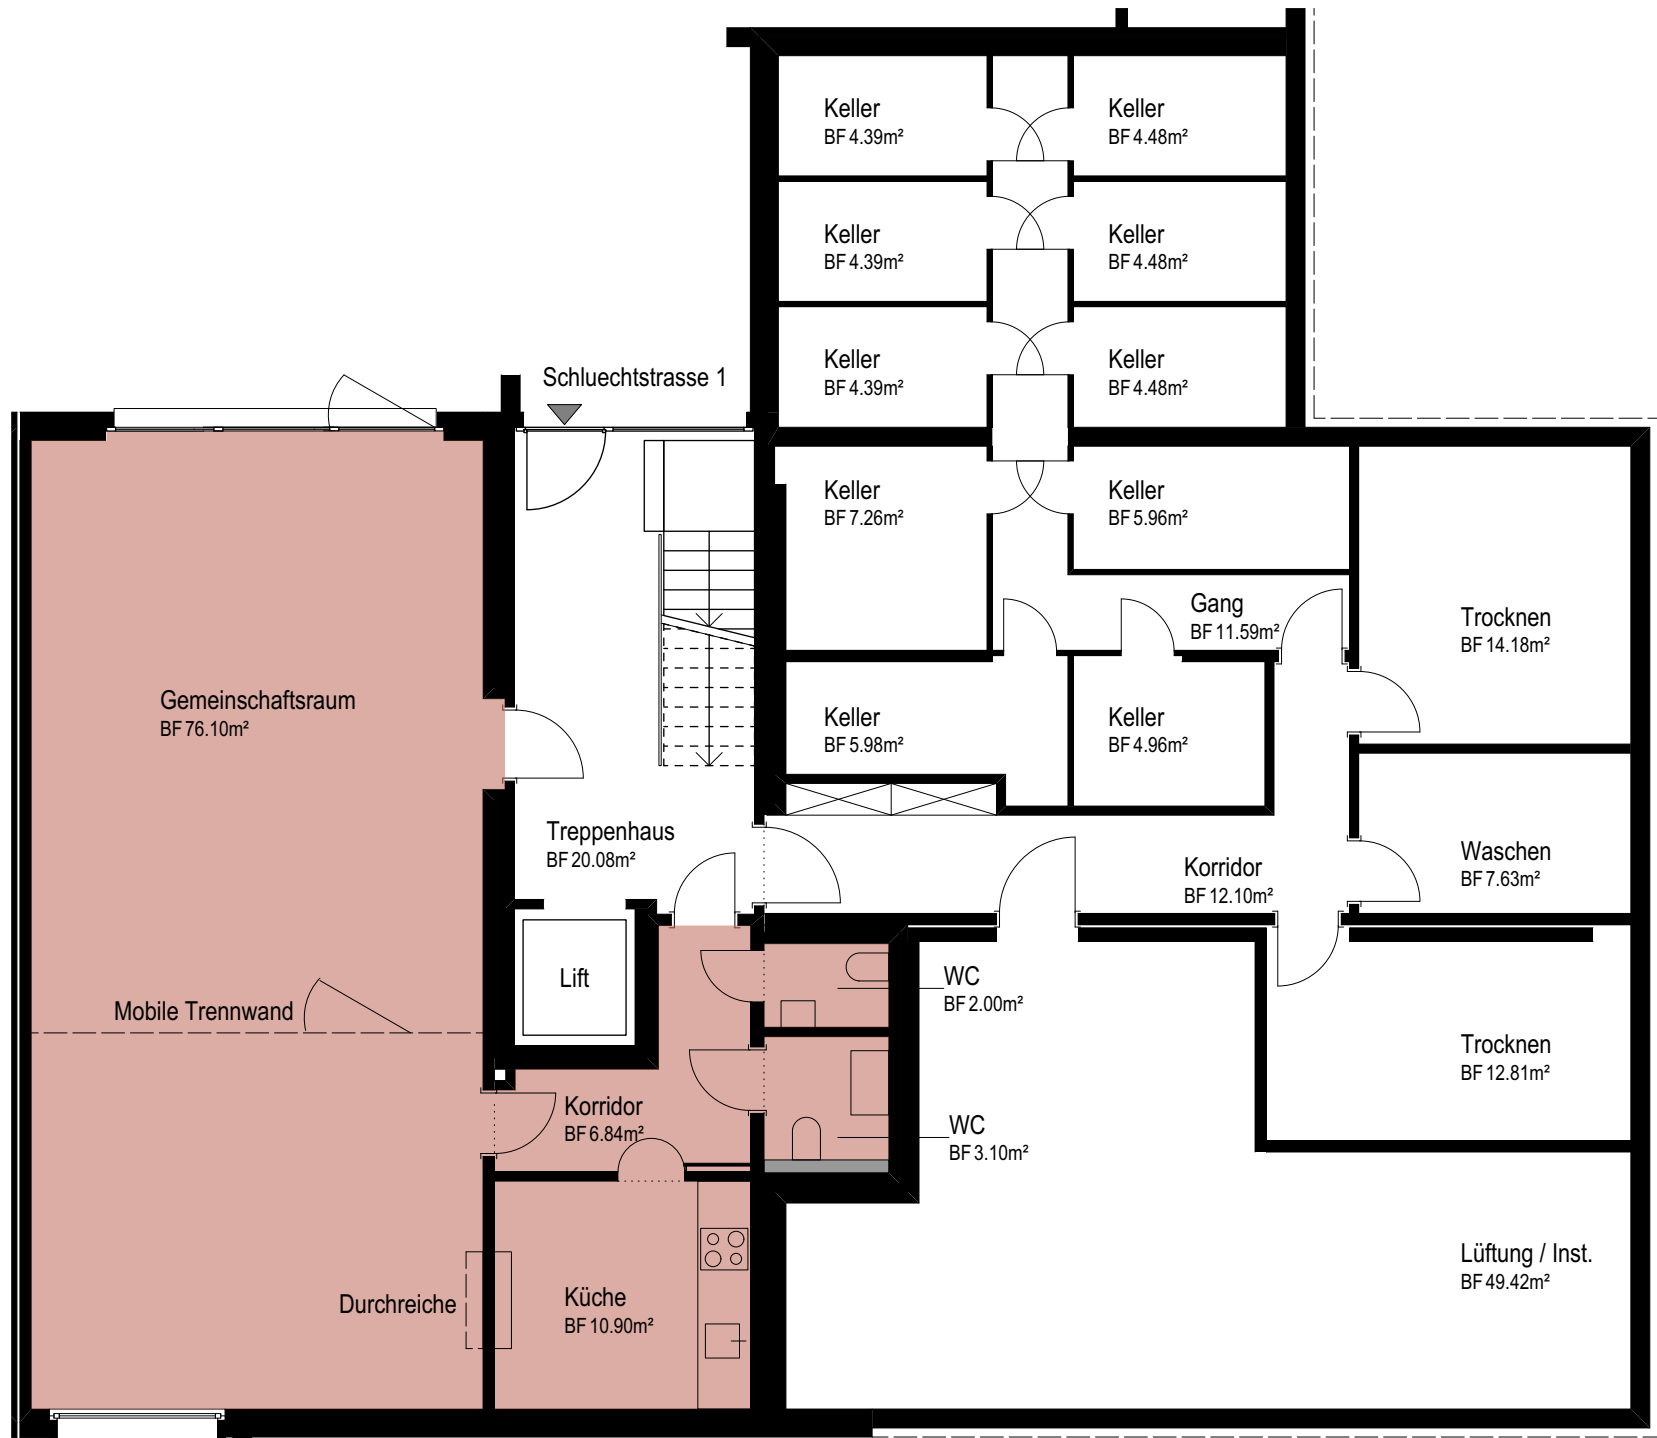 Keller
BF 4.39m²
Keller
BF 4.48m²
Keller
BF 4.39m²
Keller
BF 4.48m²
Keller
BF 4.39m²
Keller
BF 4.48m²
Schluechtstrasse 1
Keller
BF 7.26m²
Keller
BF 5.96m²
Gang
BF 11.59m²
Trocknen
BF 14.18m²
Gemeinschaftsraum
BF 76.10m²
Keller
BF 5.98m²
Keller
BF 4.96m²
Treppenhaus
BF 20.08m²
Korridor
BF 12.10m²
Waschen
BF 7.63m²
Lift
WC
BF 2.00m²
Mobile Trennwand
Trocknen
BF 12.81m²
Korridor
BF 6.84m²
WC
BF 3.10m²
Lüftung / Inst.
BF 49.42m²
Durchreiche
Küche
BF 10.90m²